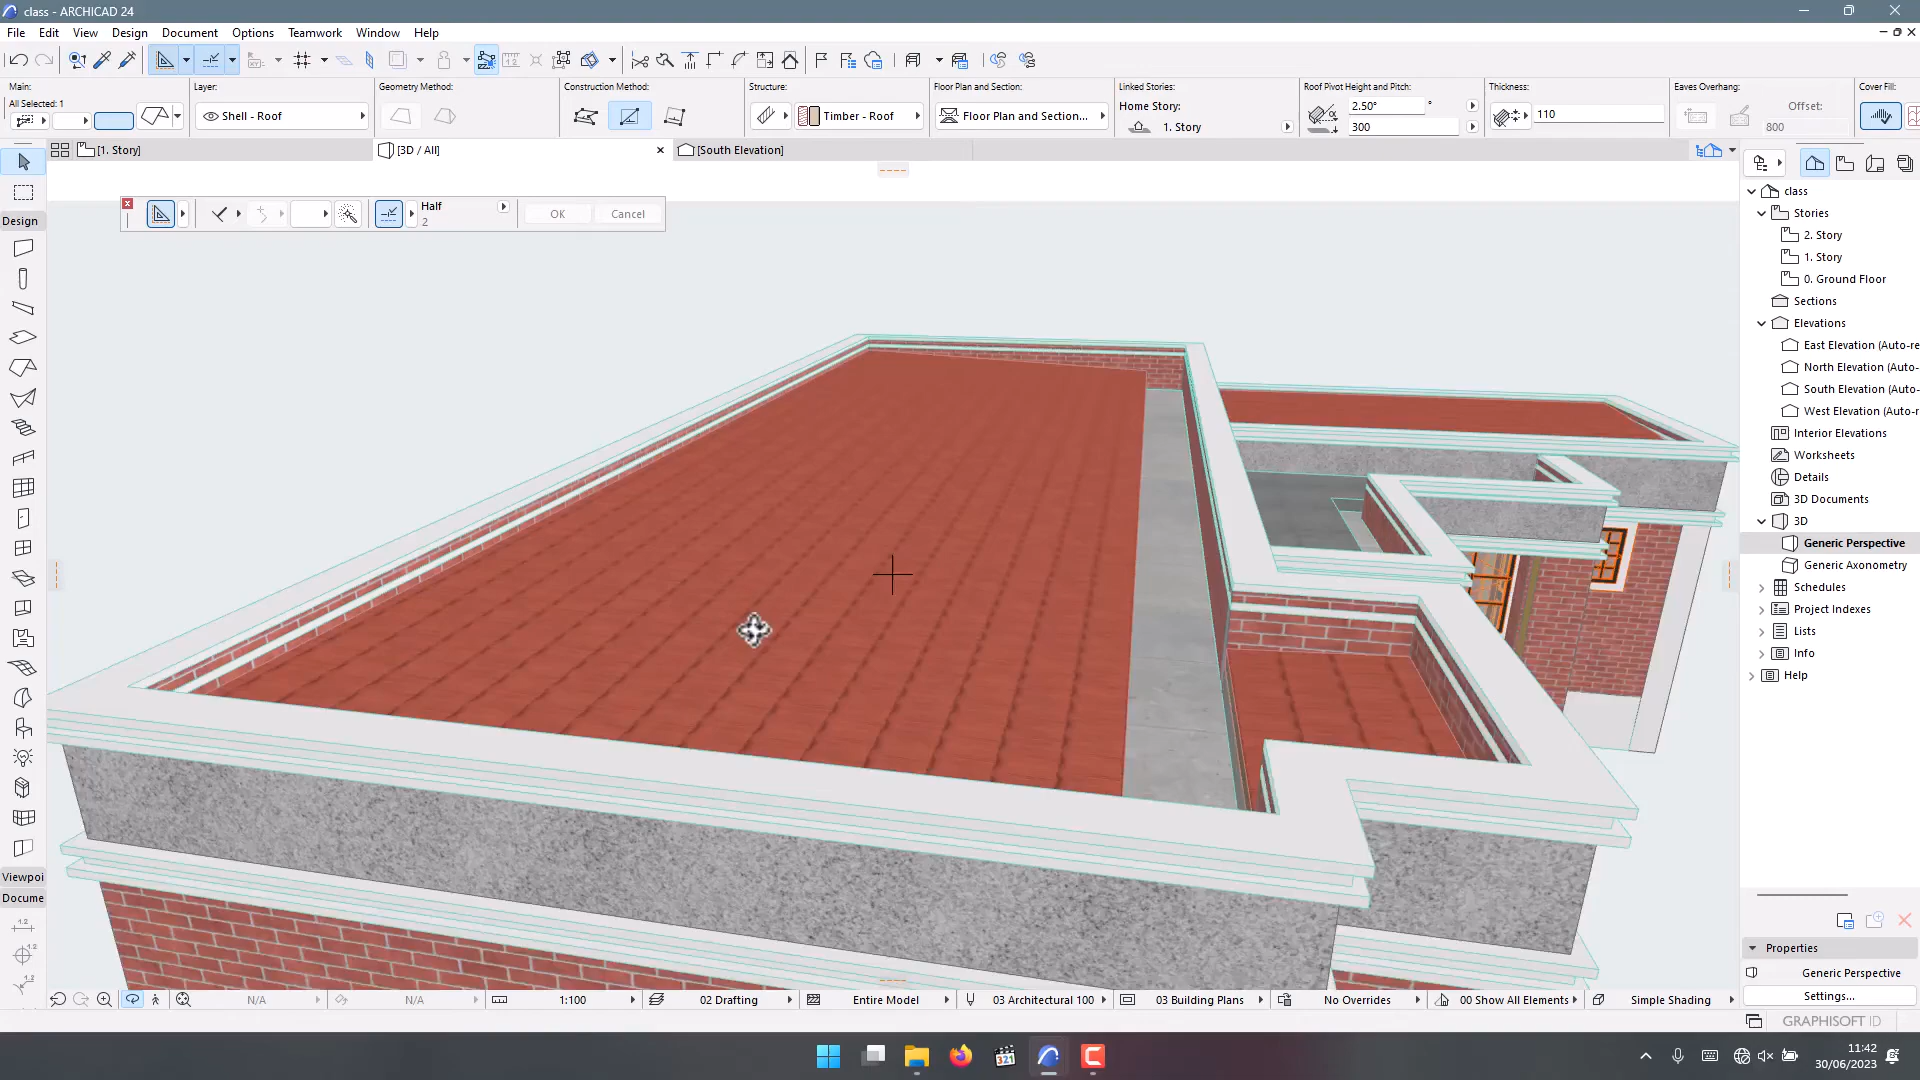 class - ARCHICAD 24
File Edit View Design Document Options Teamwork Window Help
Main:
All Selected: 1
Layer:
Shell - Roof
Geometry Method:
Construction Method:
Structure:
Timber - Roof
Floor Plan and Section:
Floor Plan and Section...
Linked Stories:
Home Story:
1. Story
Roof Pivot Height and Pitch:
2.50° °
300
Thickness:
110
Eaves Overhang:
Offset:
800
Cover Fill:
[1. Story]
[3D / All]
[South Elevation]
Half
2
OK
Cancel
Design
Viewpoi
Docume
1.2
1.2
1.2
class
Stories
2. Story
1. Story
0. Ground Floor
Sections
Elevations
East Elevation (Auto-re
North Elevation (Auto-
South Elevation (Auto-
West Elevation (Auto-r
Interior Elevations
Worksheets
Details
3D Documents
3D
Generic Perspective
Generic Axonometry
Schedules
Project Indexes
Lists
Info
Help
Properties
Generic Perspective
Settings...
N/A
N/A
1:100
02 Drafting
Entire Model
03 Architectural 100
03 Building Plans
No Overrides
00 Show All Elements
Simple Shading
GRAPHISOFT ID
321
11:42
30/06/2023